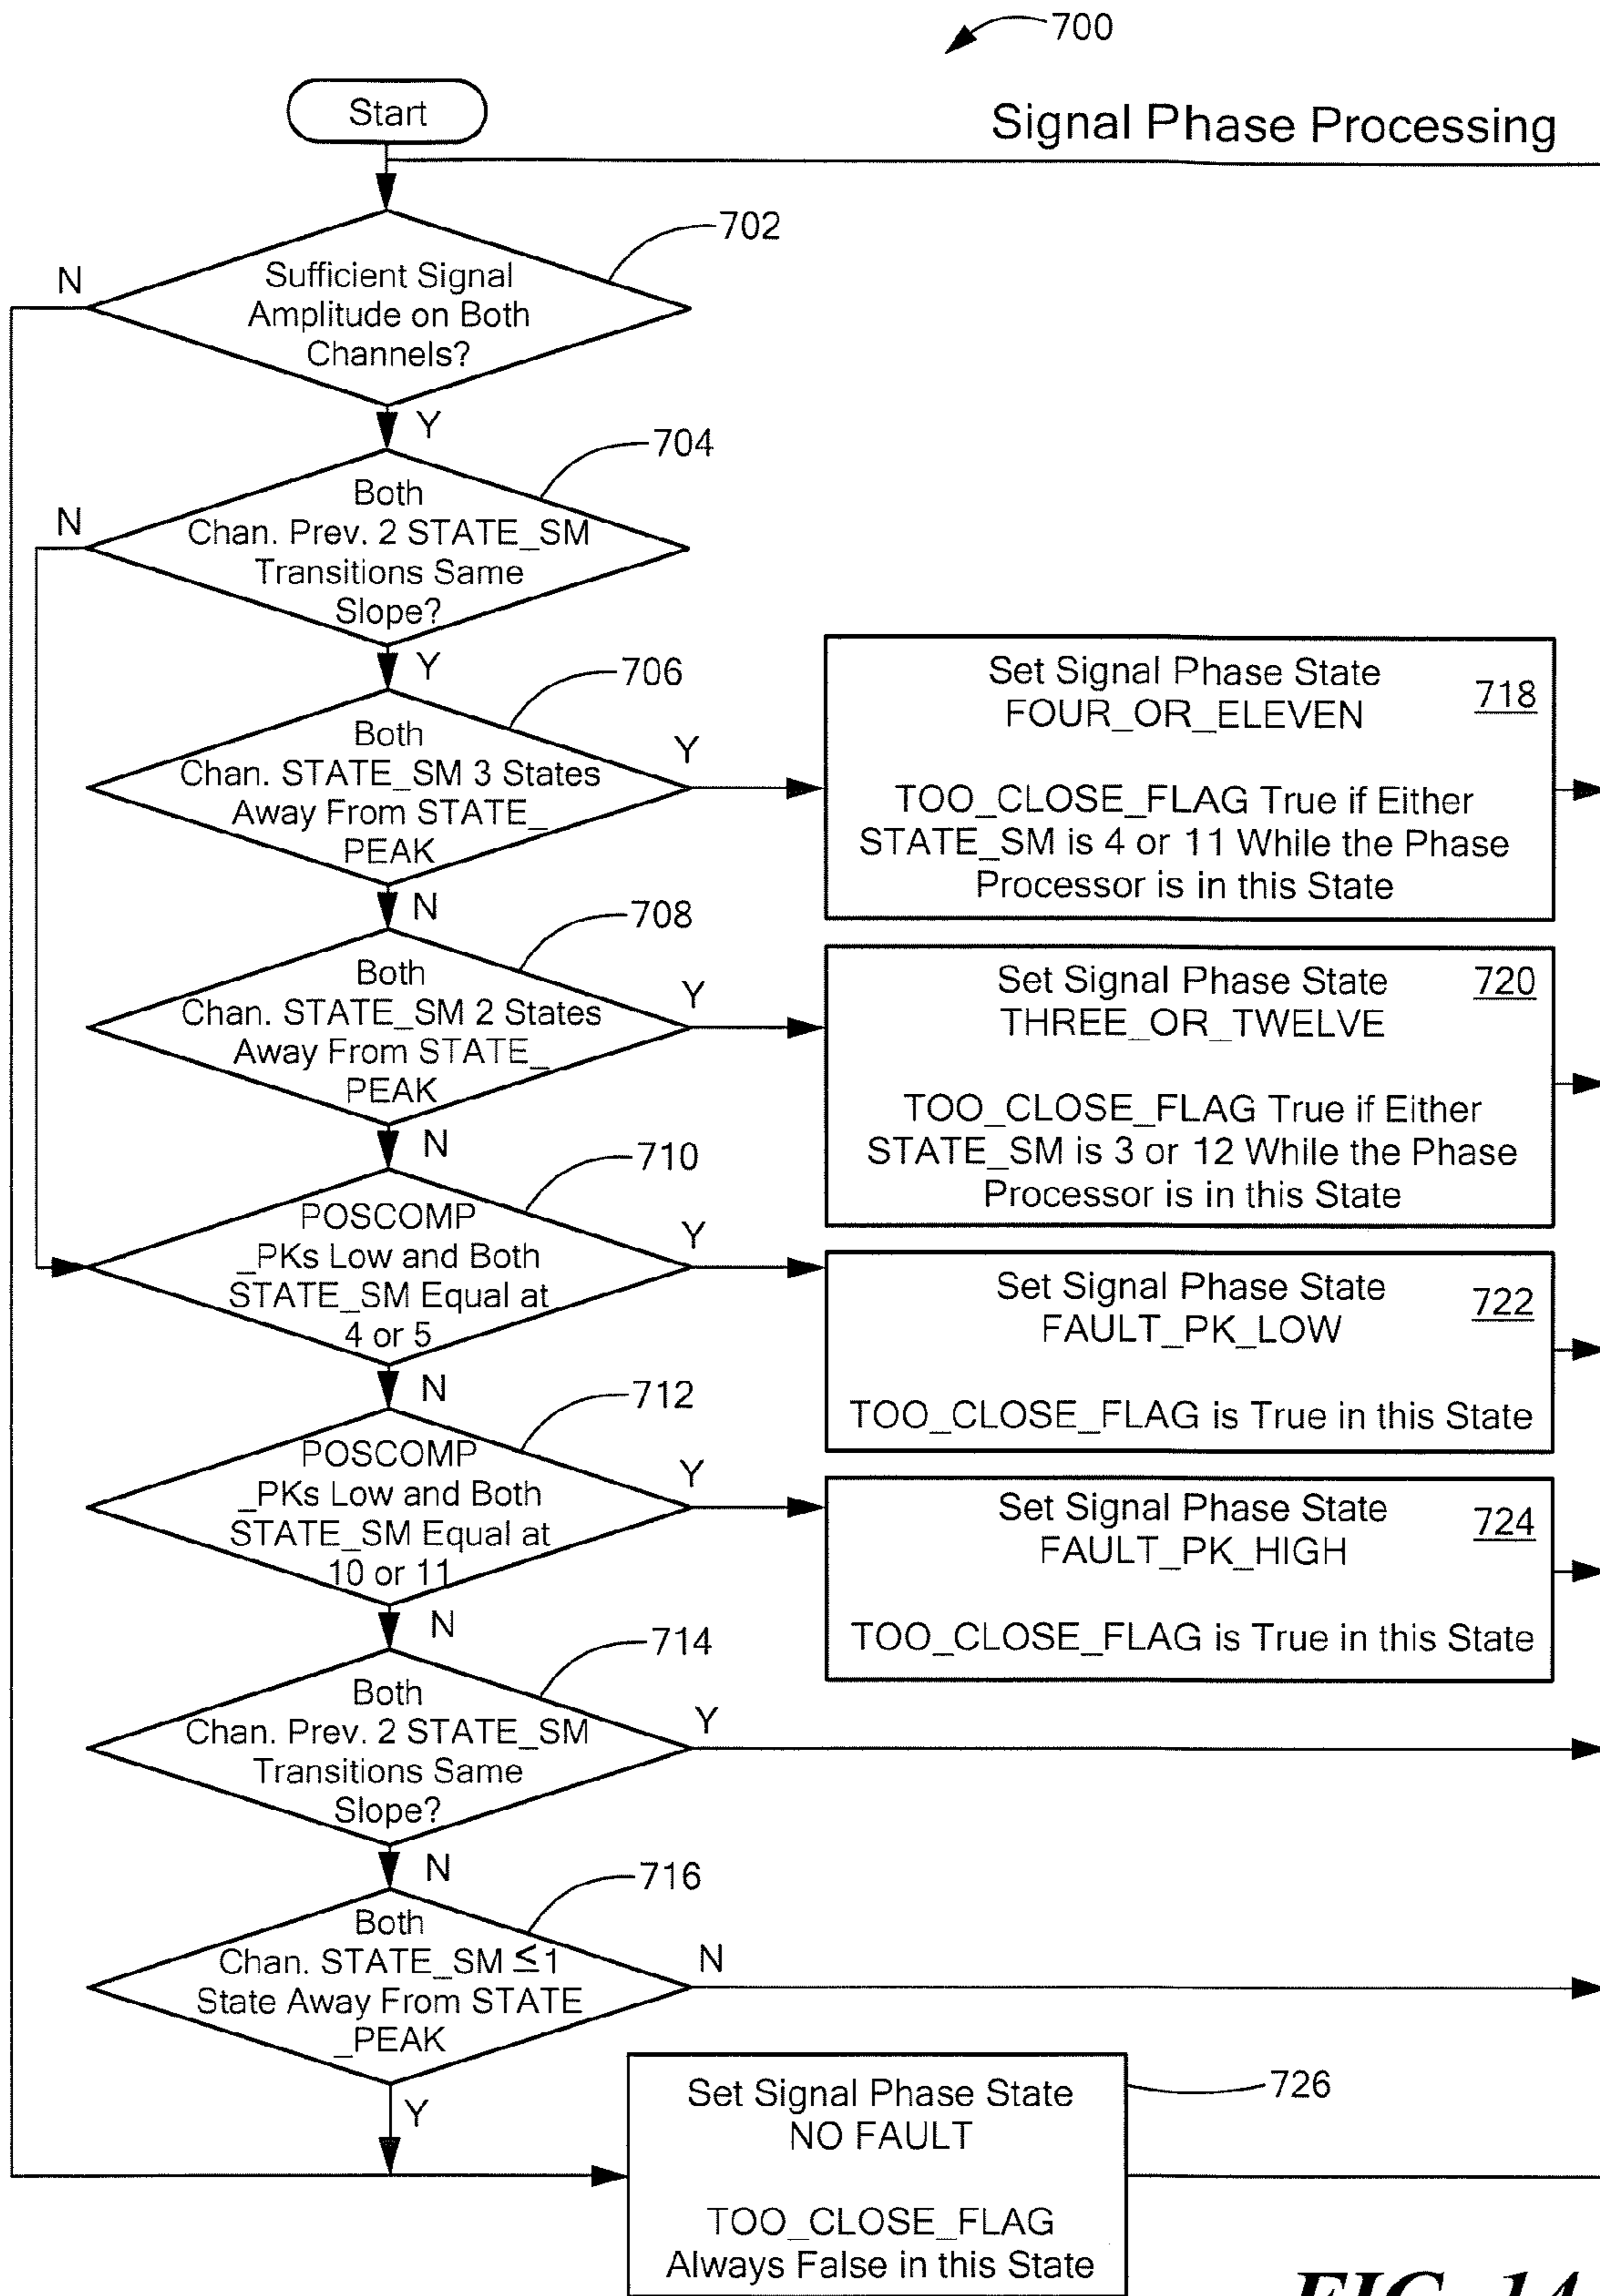 700
Start
Signal Phase Processing
702
N
Sufficient Signal
Amplitude on Both
Channels?
Y
704
N
Both
Chan. Prev. 2 STATE_SM
Transitions Same
Slope?
Y
706
Both
Chan. STATE_SM 3 States
Away From STATE_
PEAK
Y
Set Signal Phase State
718
FOUR_OR_ELEVEN
TOO_CLOSE_FLAG True if Either
STATE_SM is 4 or 11 While the Phase
Processor is in this State
N
708
Both
Chan. STATE_SM 2 States
Away From STATE_
PEAK
Y
Set Signal Phase State
720
THREE_OR_TWELVE
TOO_CLOSE_FLAG True if Either
STATE_SM is 3 or 12 While the Phase
Processor is in this State
N
710
POSCOMP
_PKs Low and Both
STATE_SM Equal at
4 or 5
Y
Set Signal Phase State
722
FAULT_PK_LOW
TOO_CLOSE_FLAG is True in this State
N
712
POSCOMP
_PKs Low and Both
STATE_SM Equal at
10 or 11
Y
Set Signal Phase State
724
FAULT_PK_HIGH
TOO_CLOSE_FLAG is True in this State
N
714
Both
Chan. Prev. 2 STATE_SM
Transitions Same
Slope?
Y
N
716
Both
Chan. STATE_SM ≤1
State Away From STATE
_PEAK
N
Y
Set Signal Phase State
726
NO FAULT
TOO_CLOSE_FLAG
Always False in this State
FIG. 14